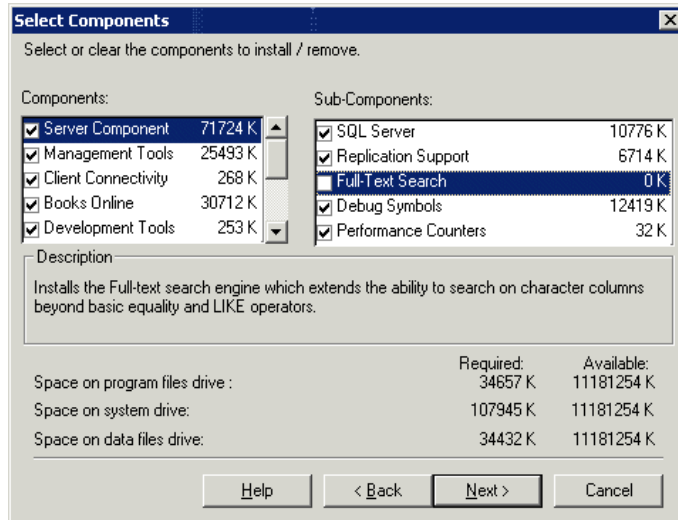 Select Components
Select or clear the components to install / remove.
Components:
Server Component 71724 K
Management Tools 25493 K
Client Connectivity 268 K
Books Online 30712 K
Development Tools 253 K
Sub-Components:
SQL Server 10776 K
Replication Support 6714 K
Full-Text Search 0 K
Debug Symbols 12419 K
Performance Counters 32 K
Description
Installs the Full-text search engine which extends the ability to search on character columns
beyond basic equality and LIKE operators.
Required: Available:
Space on program files drive : 34657 K 11181254 K
Space on system drive: 107945 K 11181254 K
Space on data files drive: 34432 K 11181254 K
Help < Back Next > Cancel